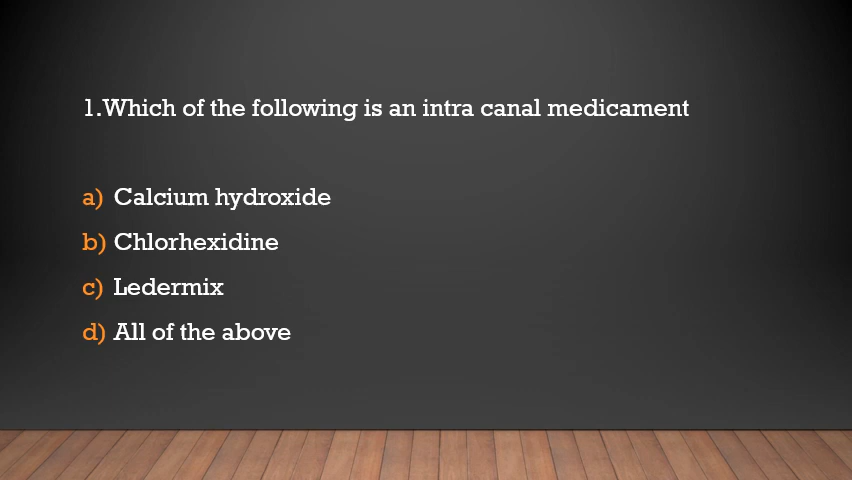 1.Which of the following is an intra canal medicament
a) Calcium hydroxide
b) Chlorhexidine
c) Ledermix
d) All of the above